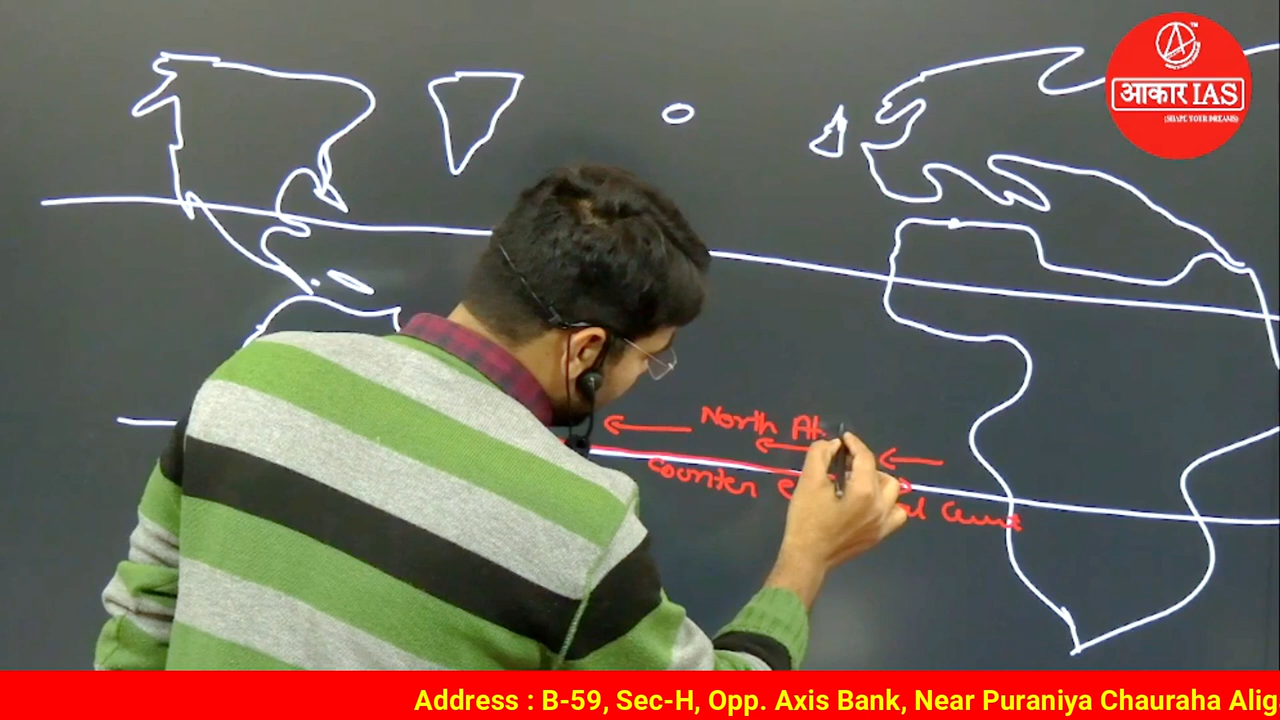 आकार IAS
(SHAPE YOUR DREAMS)
North At
counter e
Address : B-59, Sec-H, Opp. Axis Bank, Near Puraniya Chauraha Alig